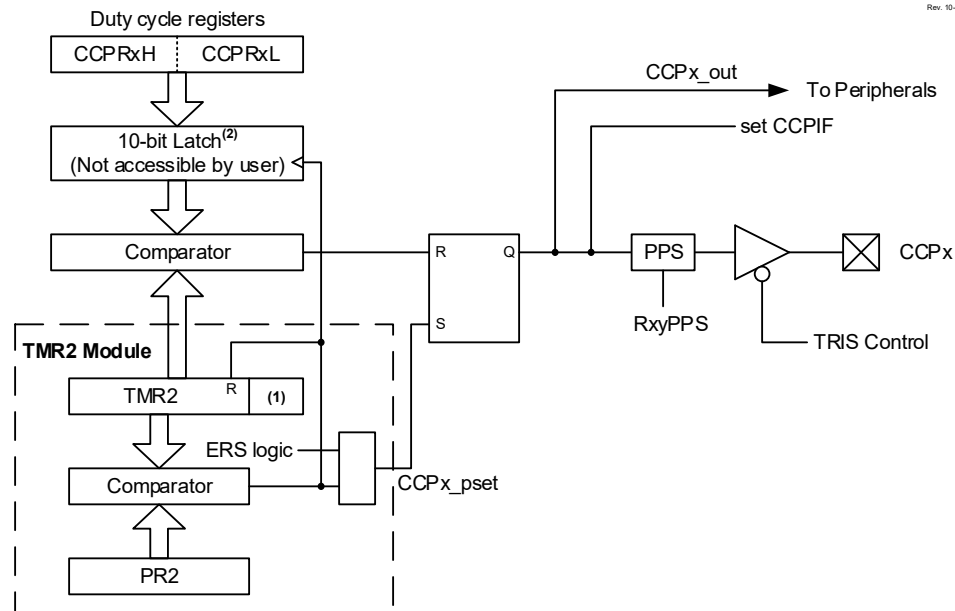 Rev. 10-
Duty cycle registers
CCPRxH CCPRxL
CCPx_out
To Peripherals
set CCPIF
10-bit Latch(2)
(Not accessible by user)
Comparator
R Q
PPS
CCPx
RxyPPS
S
TRIS Control
TMR2 Module
R
TMR2 (1)
ERS logic
Comparator
CCPx_pset
PR2